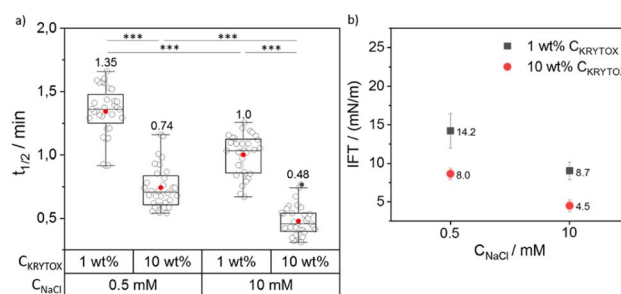 a)
***
***
***
***
1.35
0.74
1.0
0.48
2,0
1,5
1,0
0,5
t1/2 / min
CKRYTOX 1 wt% 10 wt% 1 wt% 10 wt%
CNaCl 0.5 mM 10 mM
b)
1 wt% CKRYTOX
10 wt% CKRYTOX
25
20
15
10
5
IFT / (mN/m)
14.2
8.0
8.7
4.5
0.5 10
CNaCl / mM